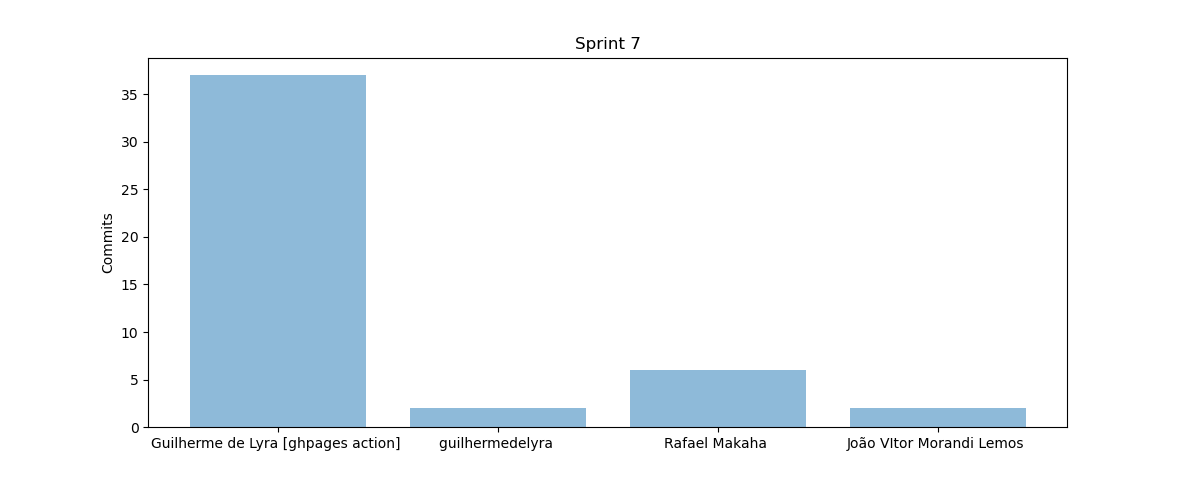 Sprint 7
Commits
35
30
25
20
15
10
5
0
Guilherme de Lyra [ghpages action] guilhermedelyra Rafael Makaha João VItor Morandi Lemos